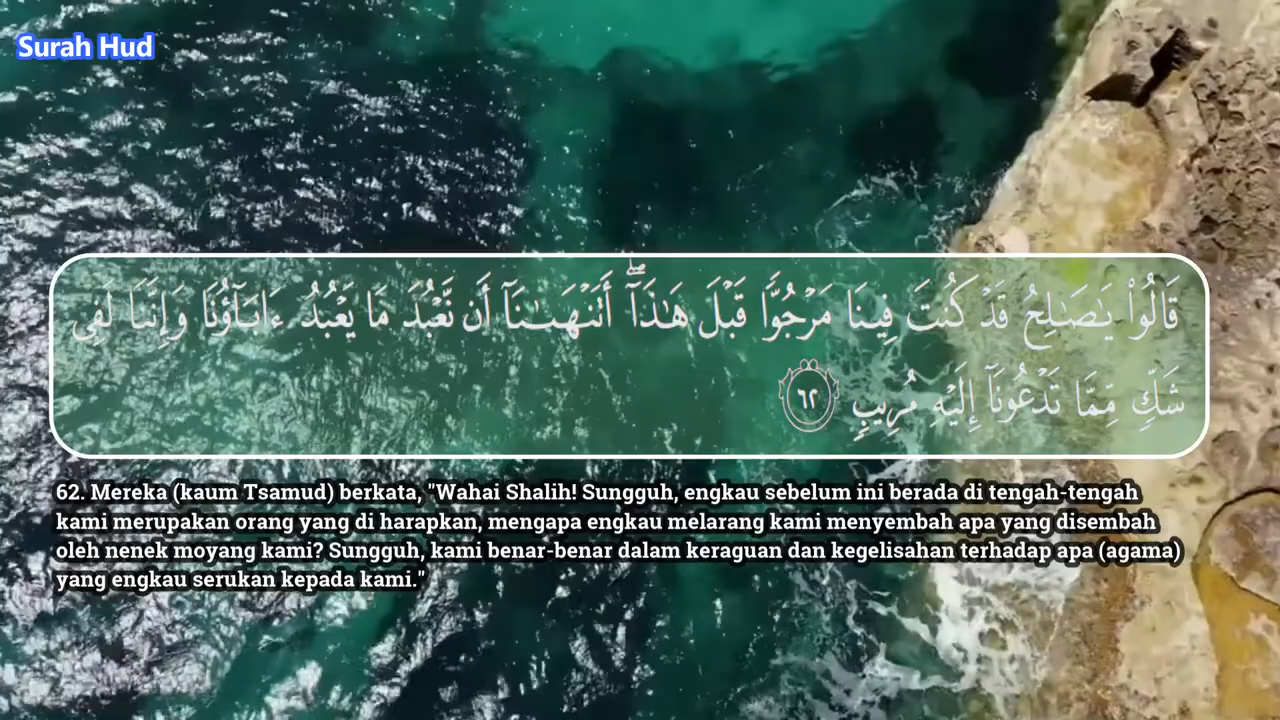 Surah Hud
قَالُوا۟ يَـٰصَـٰلِحُ قَدْ كُنتَ فِينَا مَرْجُوًّا قَبْلَ هَـٰذَآ ۖ أَتَنْهَىٰنَآ أَن نَّعْبُدَ مَا يَعْبُدُ ءَابَآؤُنَا وَإِنَّنَا لَفِى
شَكٍّ مِّمَّا تَدْعُونَآ إِلَيْهِ مُرِيبٍ ٦٢
62. Mereka (kaum Tsamud) berkata, "Wahai Shalih! Sungguh, engkau sebelum ini berada di tengah-tengah
kami merupakan orang yang di harapkan, mengapa engkau melarang kami menyembah apa yang disembah
oleh nenek moyang kami? Sungguh, kami benar-benar dalam keraguan dan kegelisahan terhadap apa (agama)
yang engkau serukan kepada kami."